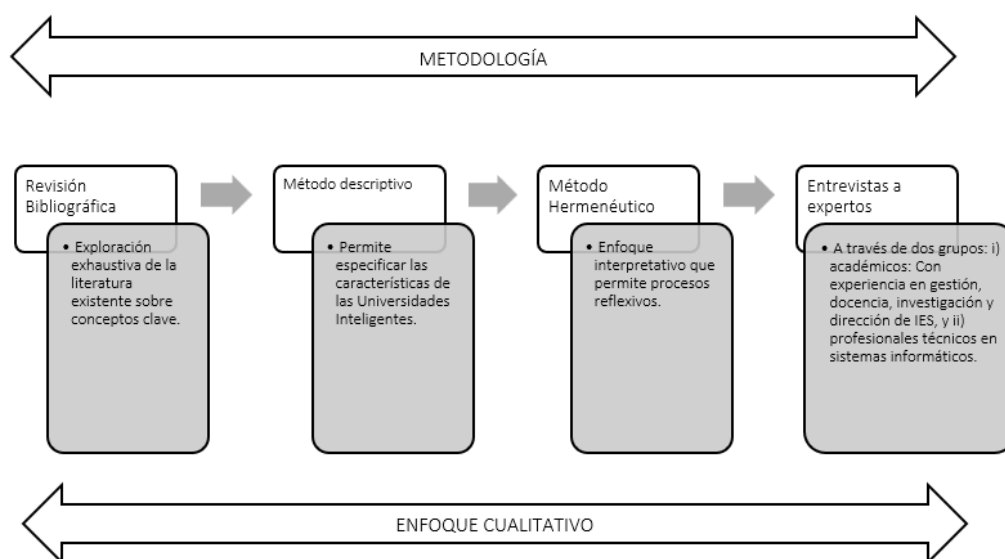 METODOLOGÍA
Revisión
Bibliográfica
• Exploración
exhaustiva de la
literatura
existente sobre
conceptos clave.
Método descriptivo
• Permite
especificar las
características de
las Universidades
Inteligentes.
Método
Hermenéutico
• Enfoque
interpretativo que
permite procesos
reflexivos.
Entrevistas a
expertos
• A través de dos grupos: i)
académicos: Con
experiencia en gestión,
docencia, investigación y
dirección de IES, y ii)
profesionales técnicos en
sistemas informáticos.
ENFOQUE CUALITATIVO